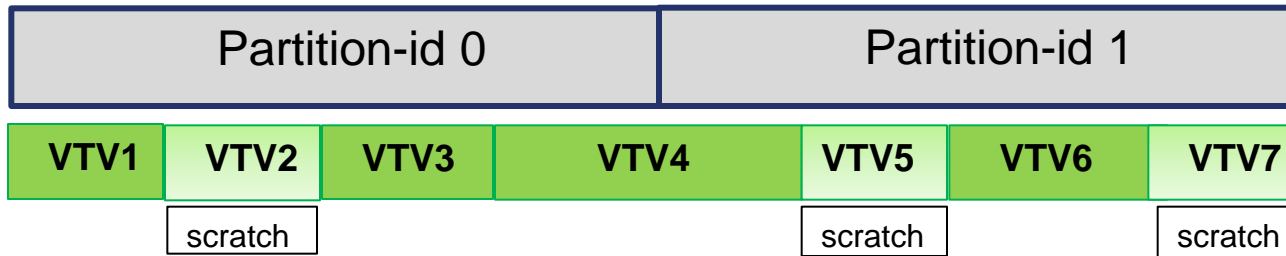 Partition-id 0 Partition-id 1
VTV1 VTV2 VTV3 VTV4 VTV5 VTV6 VTV7
scratch scratch scratch